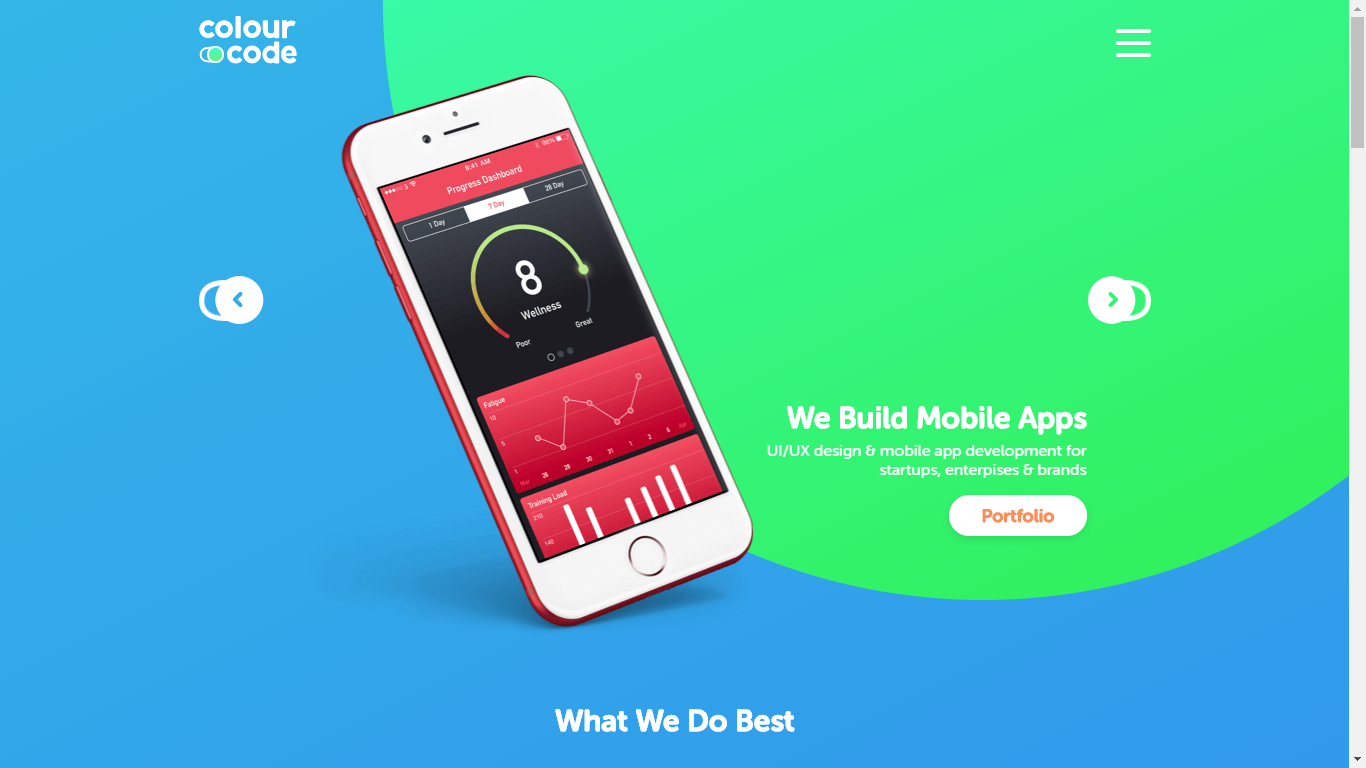 colour
code
9:41 AM
98%
Progress Dashboard
1 Day
7 Day
28 Day
8
Wellness
Poor
Great
Fatigue
10
5
1
Mar
26
29
30
31
1
2
6
Apr
Training Load
210
140
We Build Mobile Apps
UI/UX design & mobile app development for
startups, enterpises & brands
Portfolio
What We Do Best